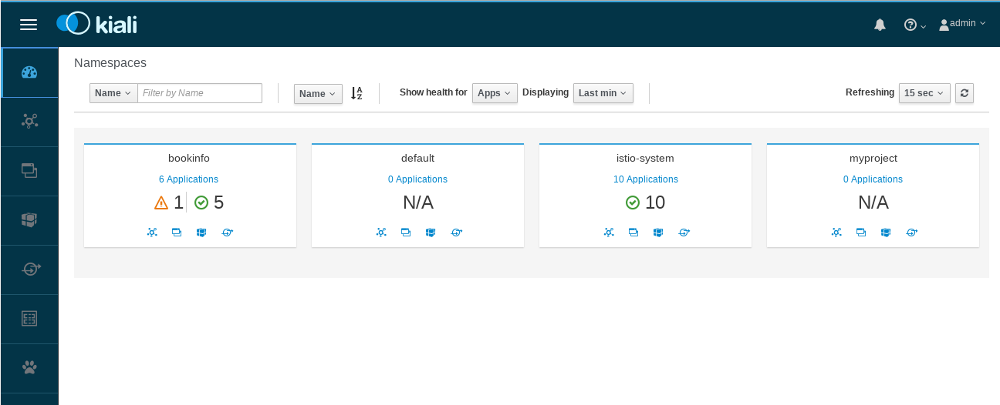 kiali
admin
Namespaces
Name Filter by Name Name Show health for Apps Displaying Last min Refreshing 15 sec
bookinfo
6 Applications
1 5
default
0 Applications
N/A
istio-system
10 Applications
10
myproject
0 Applications
N/A